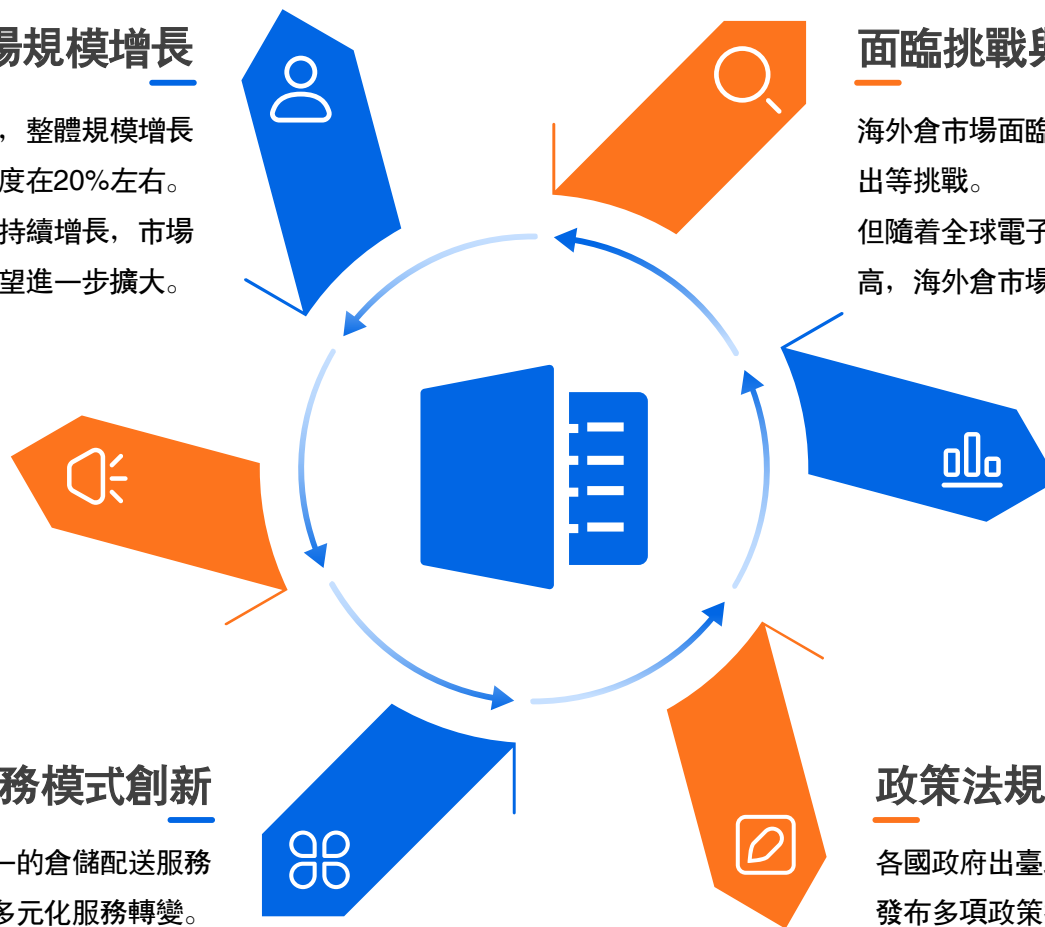 場規模增長
，整體規模增長
度在20%左右。
持續增長，市場
望進一步擴大。
面臨挑戰
海外倉市場面臨
出等挑戰。
但隨着全球電子
高，海外倉市場
務模式創新
一的倉儲配送服務
多元化服務轉變。
政策法規
各國政府出臺
發布多項政策